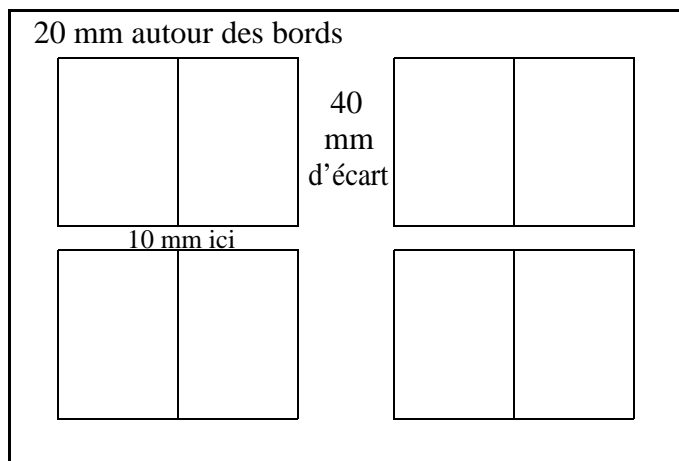 20 mm autour des bords
40
mm
d’écart
10 mm ici